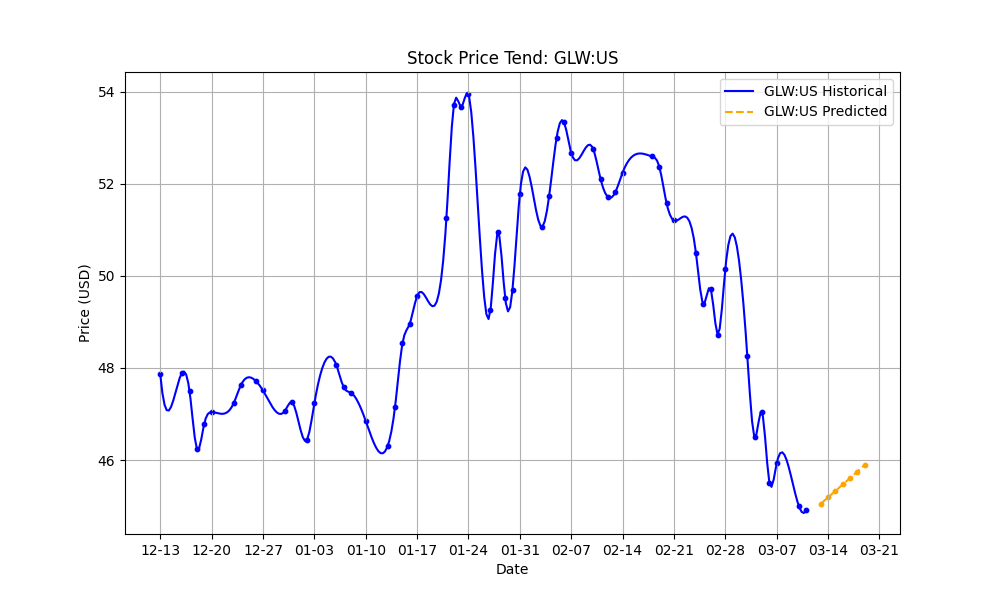 Stock Price Tend: GLW:US
GLW:US Historical
GLW:US Predicted
Price (USD)
54
52
50
48
46
12-13 12-20 12-27 01-03 01-10 01-17 01-24 01-31 02-07 02-14 02-21 02-28 03-07 03-14 03-21
Date